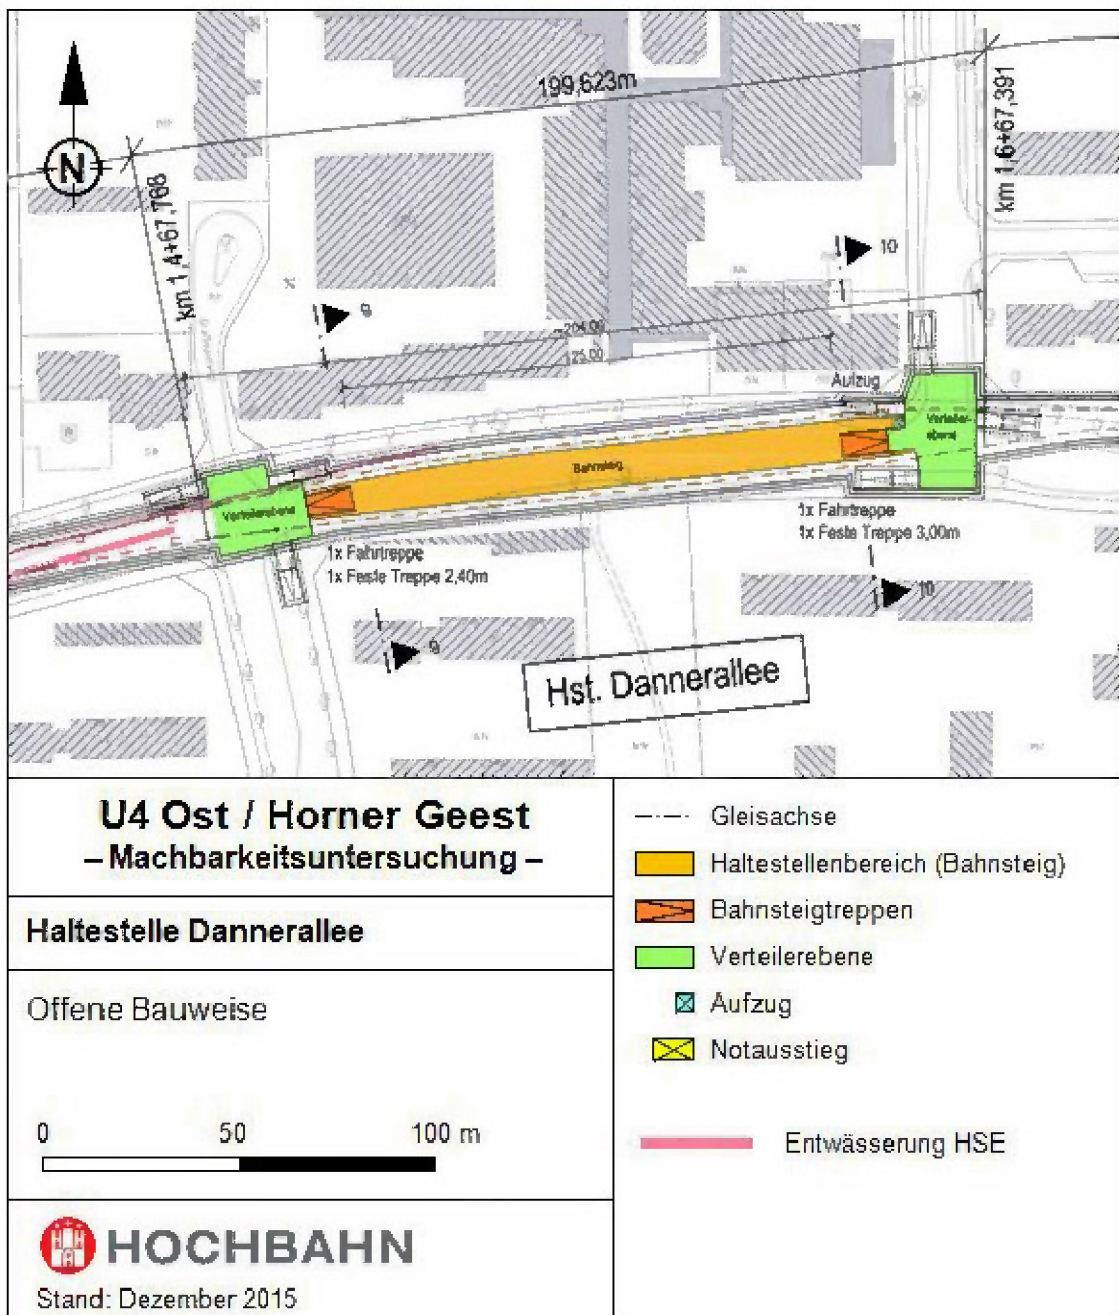 N
199,623m
km 1,4+67,768
km 1,6+67,391
9
10
204,00
125,00
Aufzug
Bahnsteig
Verteilerebene
Verteiler-
ebene
1x Fahrtreppe
1x Feste Treppe 2,40m
1x Fahrtreppe
1x Feste Treppe 3,00m
9
10
Hst. Dannerallee
U4 Ost / Horner Geest
– Machbarkeitsuntersuchung –
Haltestelle Dannerallee
Offene Bauweise
0 50 100 m
HOCHBAHN
Stand: Dezember 2015
Gleisachse
Haltestellenbereich (Bahnsteig)
Bahnsteigtreppen
Verteilerebene
Aufzug
Notausstieg
Entwässerung HSE